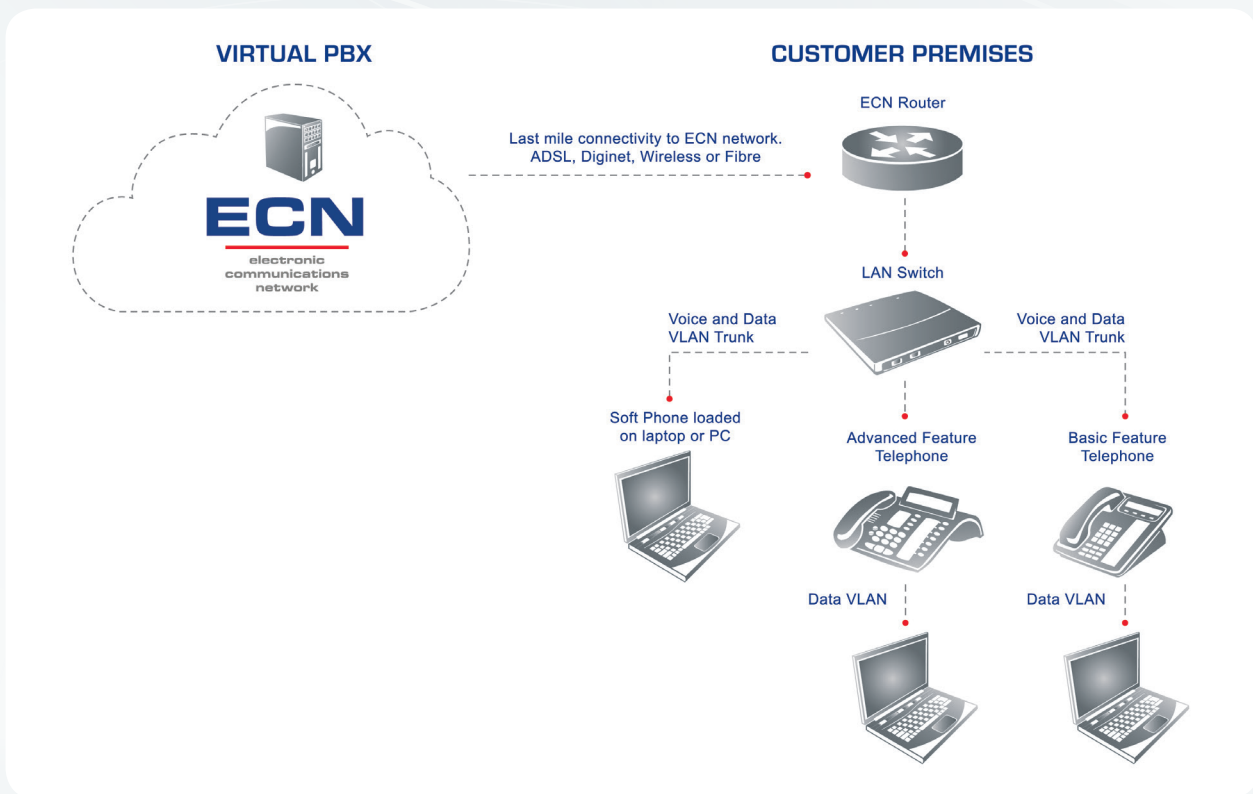 VIRTUAL PBX
CUSTOMER PREMISES
ECN Router
Last mile connectivity to ECN network.
ADSL, Diginet, Wireless or Fibre
ECN
electronic
communications
network
LAN Switch
Voice and Data
VLAN Trunk
Voice and Data
VLAN Trunk
Soft Phone loaded
on laptop or PC
Advanced Feature
Telephone
Basic Feature
Telephone
Data VLAN
Data VLAN